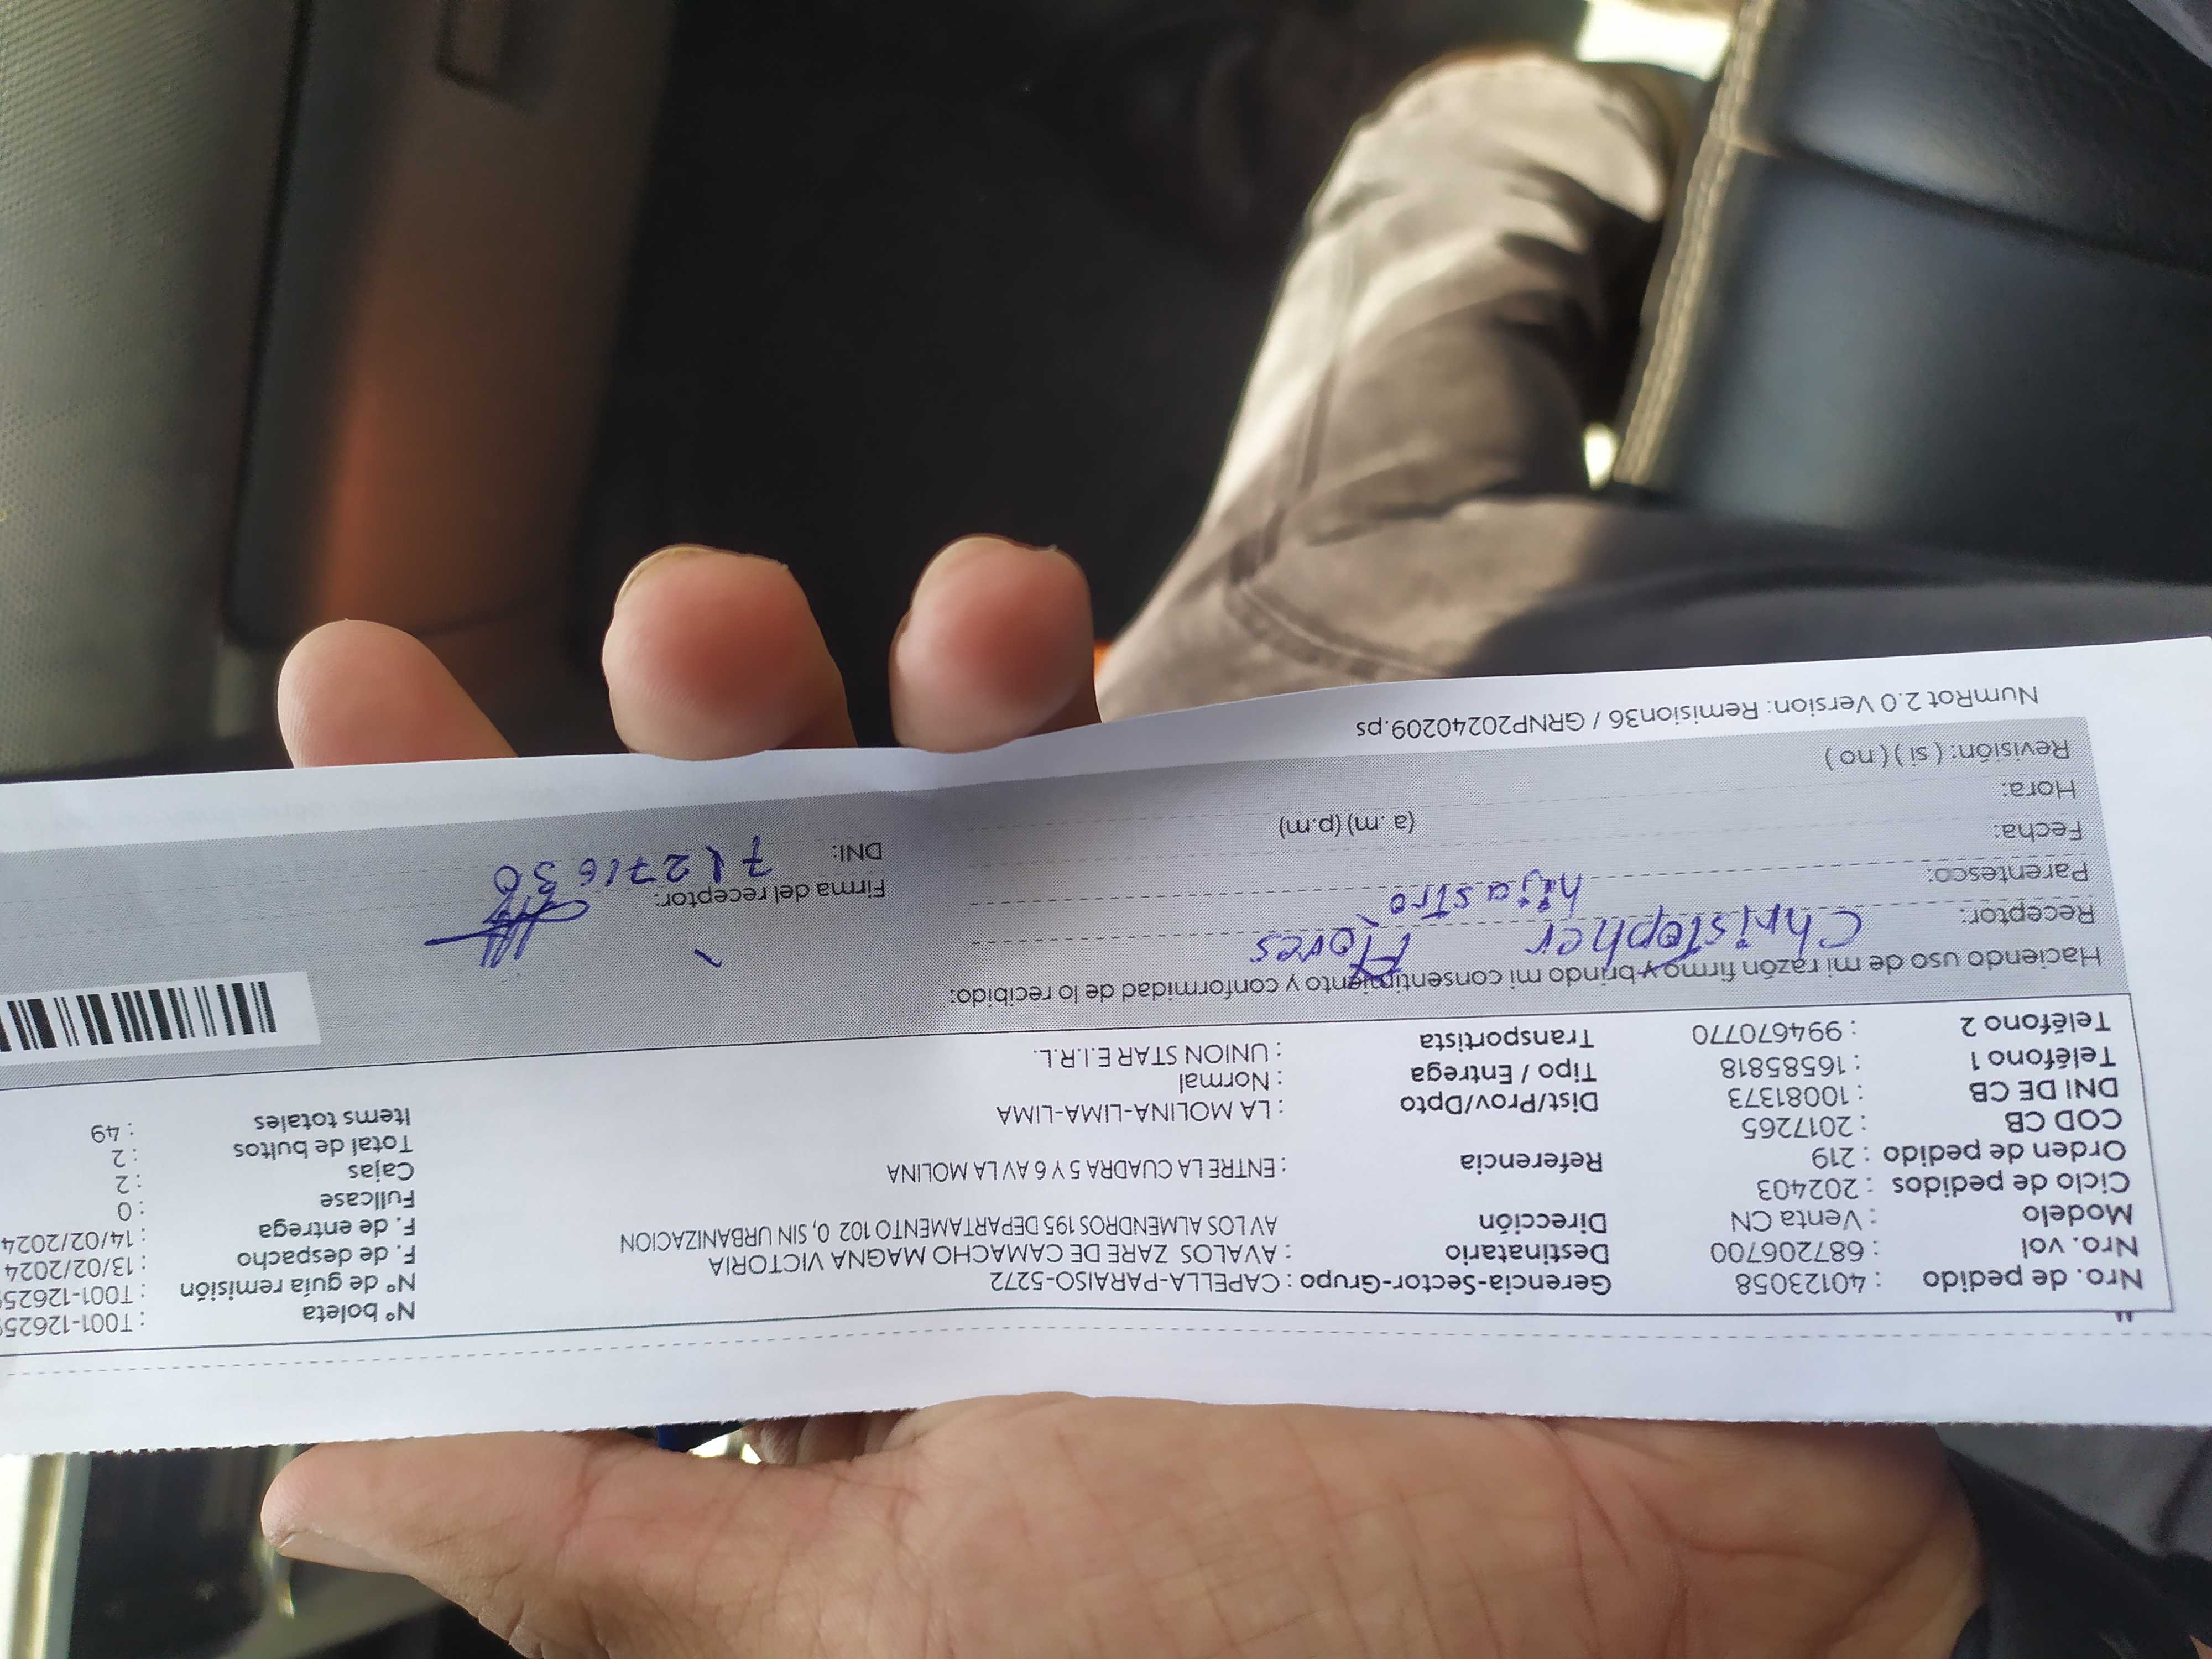 Nro. de pedido : 40123058 Gerencia-Sector-Grupo : CAPELLA-PARAISO-5272 N° boleta : T001-12625
Nro. vol : 687206700 Destinatario : AVALOS ZARE DE CAMACHO MAGNA VICTORIA N° de guía remisión : T001-12625
Modelo : Venta CN Dirección AV LOS ALMENDROS 195 DEPARTAMENTO 102 0, SIN URBANIZACION F. de despacho : 13/02/2024
Ciclo de pedidos : 202403 F. de entrega : 14/02/2024
Orden de pedido : 219 Referencia : ENTRE LA CUADRA 5 Y 6 AV LA MOLINA Fullcase : 0
COD CB : 2017265 Cajas : 2
DNI DE CB : 10081373 Dist/Prov/Dpto : LA MOLINA-LIMA-LIMA Total de bultos : 2
Teléfono 1 : 16585818 Tipo / Entrega : Normal Items totales : 49
Teléfono 2 : 994670770 Transportista : UNION STAR E.I.R.L.
Haciendo uso de mi razón firmo y brindo mi consentimiento y conformidad de lo recibido:
Receptor: Christopher Flores
Parentesco: hijastro Firma del receptor:
Fecha: DNI: 71271630
Hora: (a. m) (p.m)
Revisión: ( si ) ( no )
NumRot 2.0 Version: Remision36 / GRNP20240209.ps